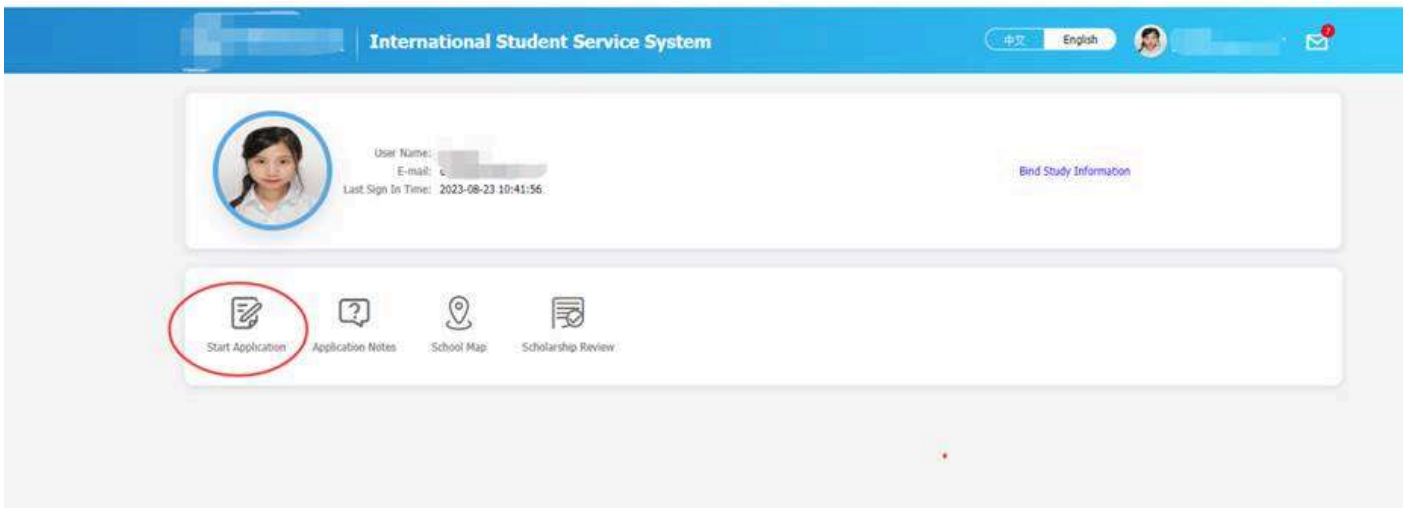 International Student Service System
中文 English
User Name:
E-mail:
Last Sign In Time: 2023-08-23 10:41:56
Bind Study Information
Start Application Application Notes School Map Scholarship Review